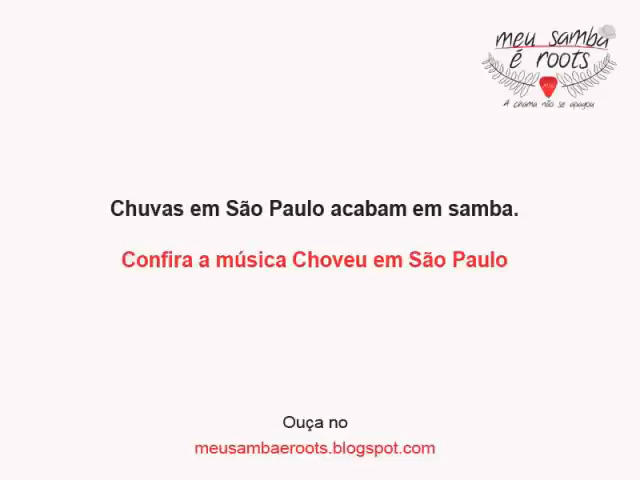 meu samba
é roots
A chama não se apagou
Chuvas em São Paulo acabam em samba.
Confira a música Choveu em São Paulo
Ouça no
meusambaeroots.blogspot.com